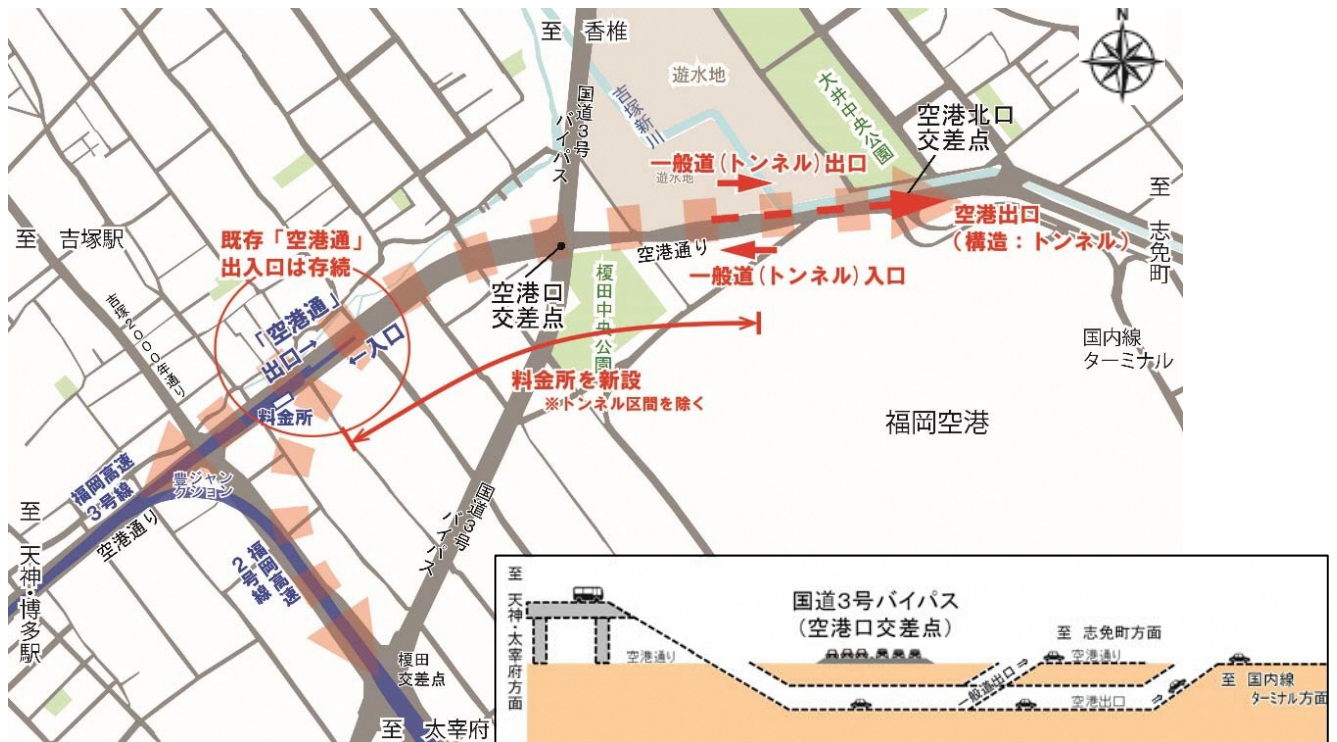 N
至 香椎
遊水地
吉塚新川
国道3号
バイパス
大井中央公園
空港北口
交差点
一般道(トンネル)出口
遊水地
至 志免町
空港出口
(構造:トンネル)
至 吉塚駅
既存「空港通」
出入口は存続
空港通り
一般道(トンネル)入口
空港口
交差点
榎田中央公園
吉塚2000年通り
「空港通」
出口→
←入口
国内線
ターミナル
料金所を新設
※トンネル区間を除く
料金所
福岡空港
福岡高速
3号線
豊ジャン
クション
至 天神・博多駅
空港通り
国道3号
バイパス
福岡高速
2号線
榎田
交差点
至 太宰府
至 天神・太宰府方面
国道3号バイパス
(空港口交差点)
空港通り
至 志免町方面
空港通り
一般道出口→
空港出口
至 国内線
ターミナル方面